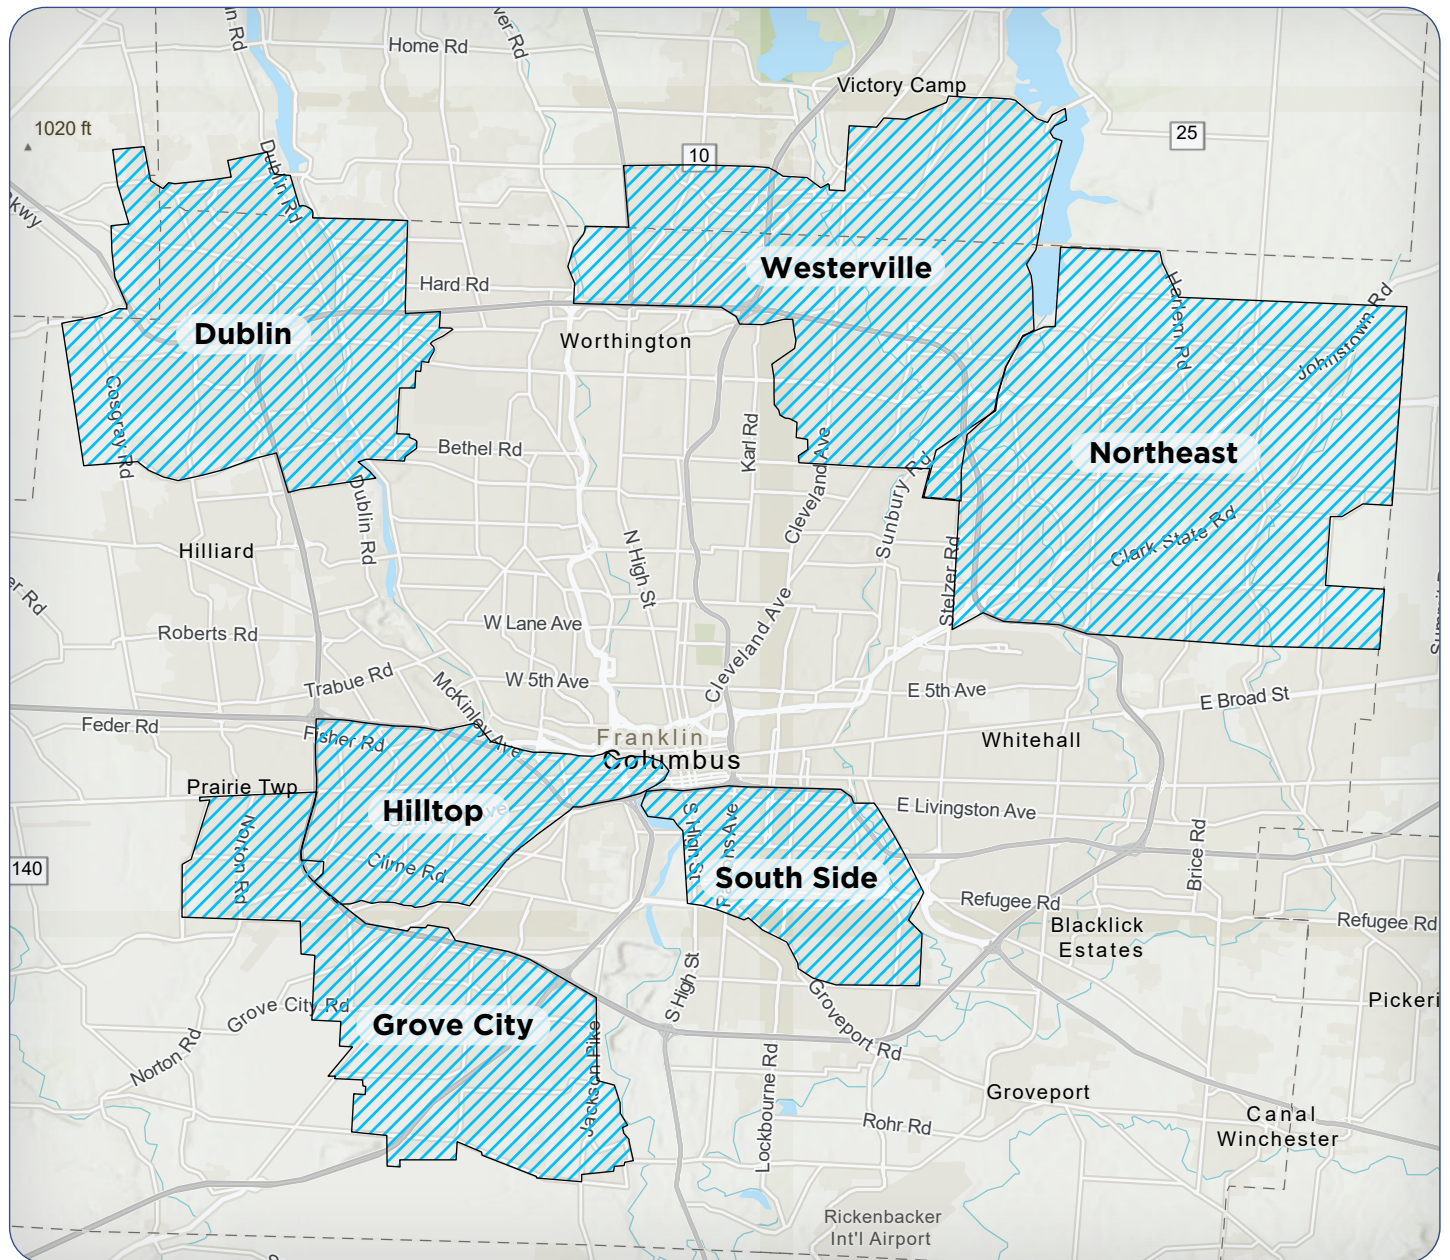 Home Rd
Victory Camp
1020 ft
25
10
Dublin Rd
Westerville
Hard Rd
Harlem Rd
Johnstown Rd
Dublin
Worthington
Cosgray Rd
Bethel Rd
Karl Rd
Cleveland Ave
Sunbury Rd
Northeast
Dublin Rd
Clark State Rd
Hilliard
N High St
Stelzer Rd
W Lane Ave
Cleveland Ave
Roberts Rd
Trabue Rd
McKinley Ave
W 5th Ave
E 5th Ave
E Broad St
Feder Rd
Fisher Rd
Franklin
Columbus
Whitehall
Prairie Twp
Hilltop
E Livingston Ave
Norton Rd
S High St
140
Clime Rd
South Side
Brice Rd
Refugee Rd
Blacklick
Estates
Refugee Rd
S High St
Grove City Rd
Grove City
Groveport Rd
Pickeri
Norton Rd
Jackson Pike
Lockbourne Rd
Groveport
Rohr Rd
Canal
Winchester
Rickenbacker
Int'l Airport